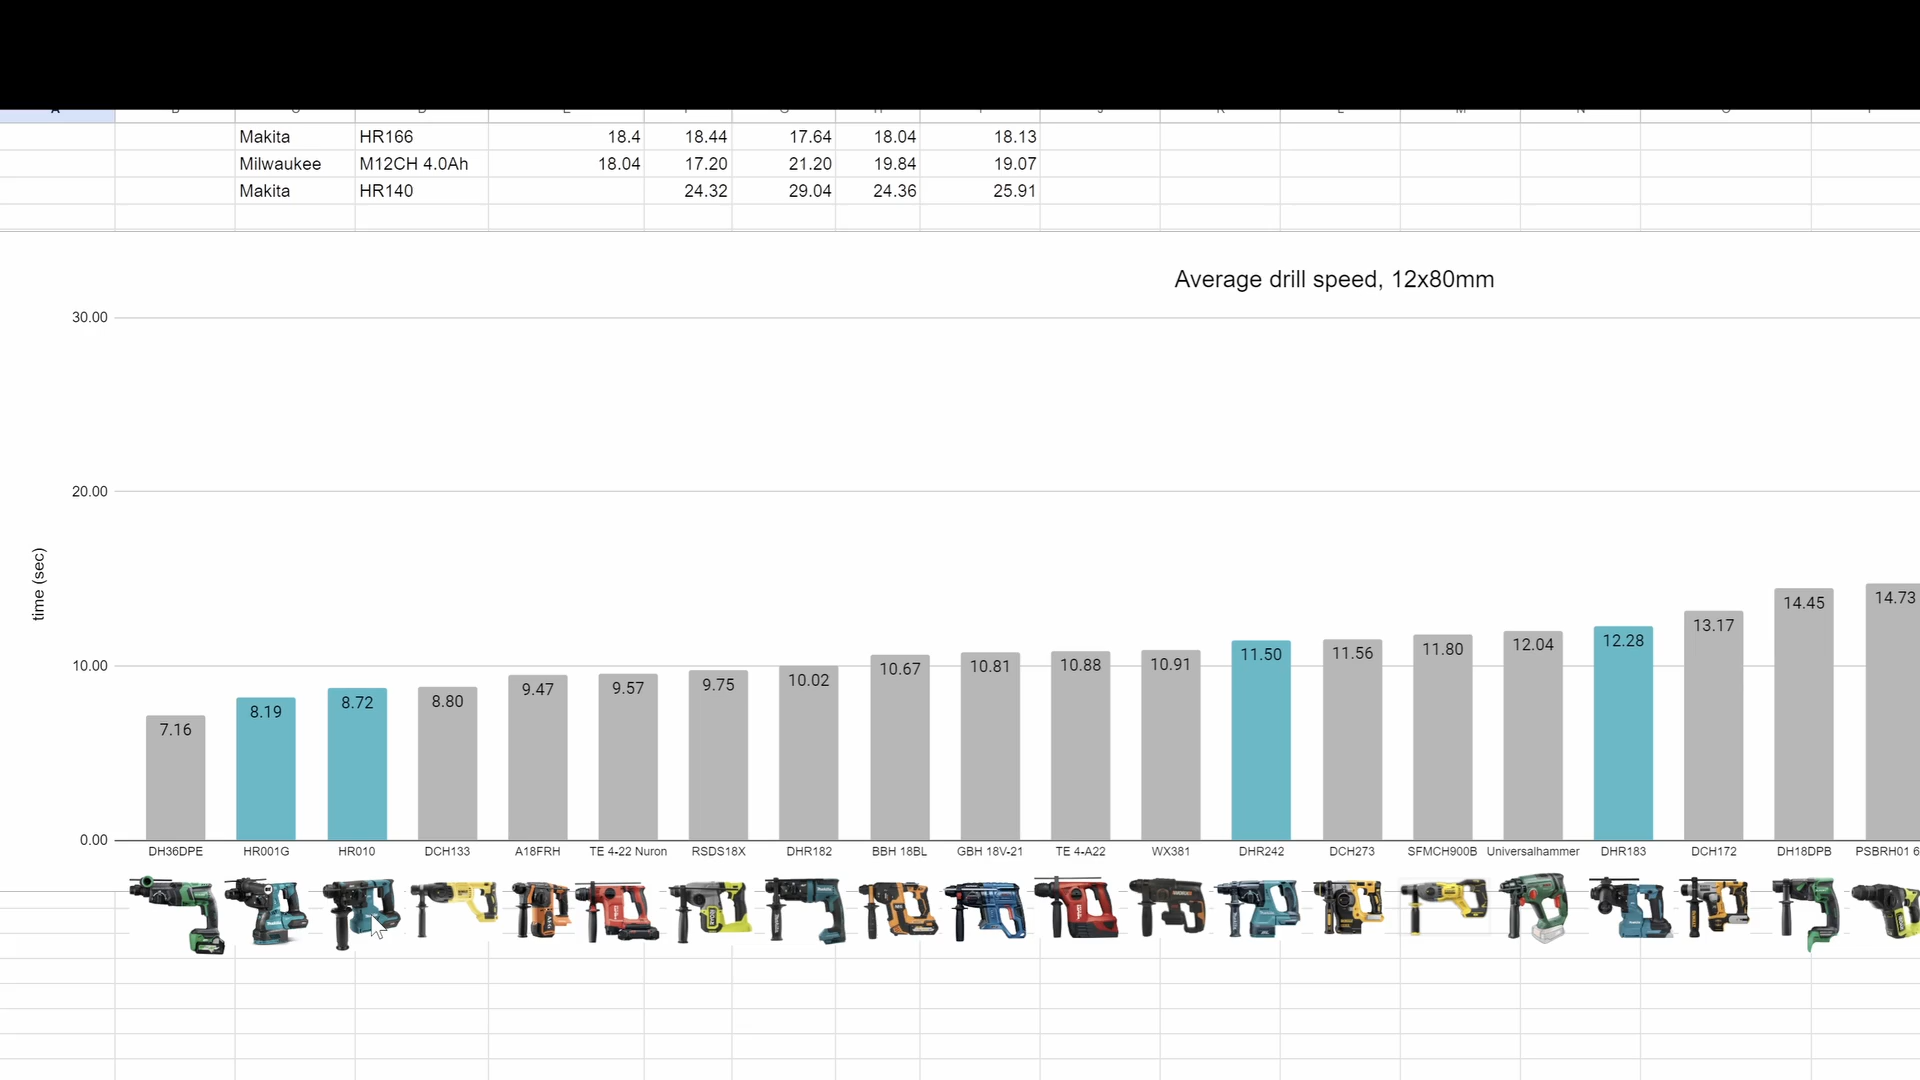 Makita HR166 18.4 18.44 17.64 18.04 18.13
Milwaukee M12CH 4.0Ah 18.04 17.20 21.20 19.84 19.07
Makita HR140 24.32 29.04 24.36 25.91
Average drill speed, 12x80mm
30.00
20.00
time (sec)
10.00
0.00
7.16 8.19 8.72 8.80 9.47 9.57 9.75 10.02 10.67 10.81 10.88 10.91 11.50 11.56 11.80 12.04 12.28 13.17 14.45 14.73
DH36DPE HR001G HR010 DCH133 A18FRH TE 4-22 Nuron RSDS18X DHR182 BBH 18BL GBH 18V-21 TE 4-A22 WX381 DHR242 DCH273 SFMCH900B Universalhammer DHR183 DCH172 DH18DPB PSBRH01 6